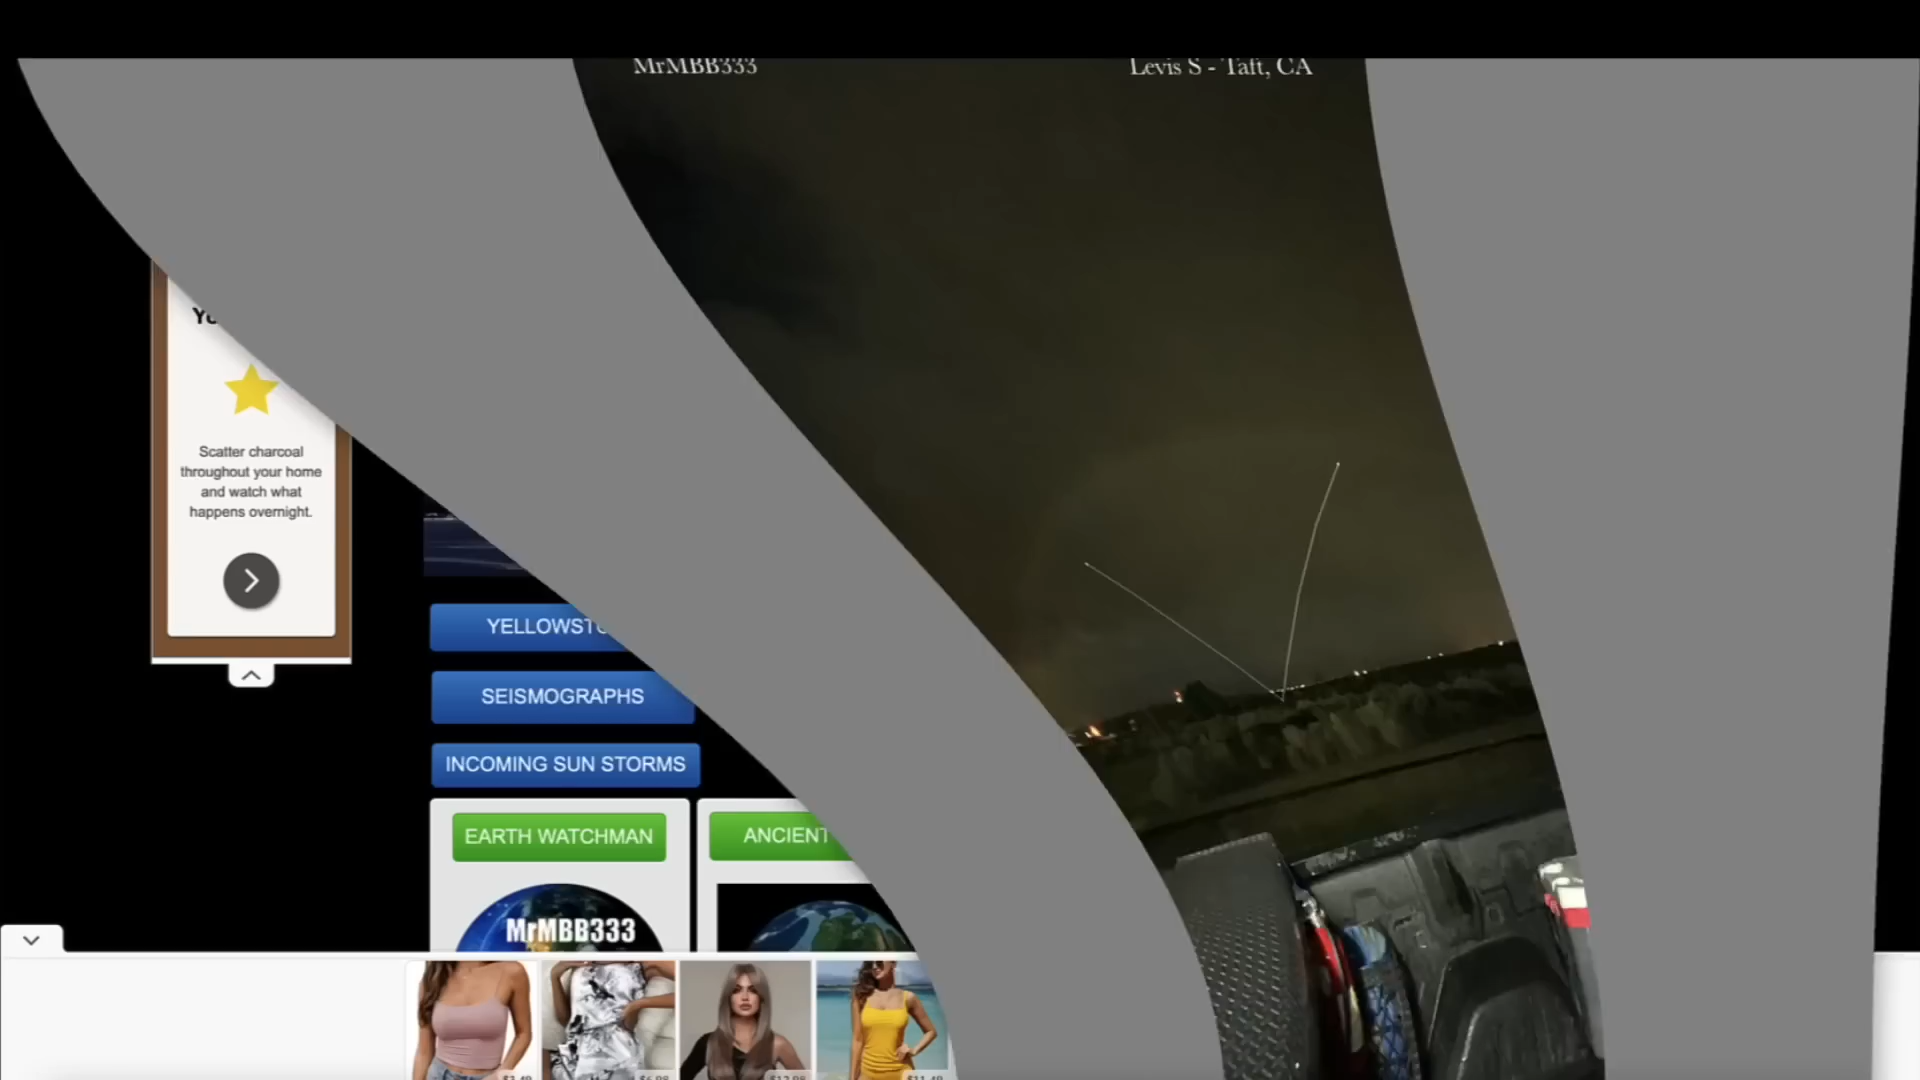 MrMBB333
Levis S - Taft, CA
Scatter charcoal
throughout your home
and watch what
happens overnight.
SEISMOGRAPHS
INCOMING SUN STORMS
EARTH WATCHMAN
ANCIENT
MrMBB333